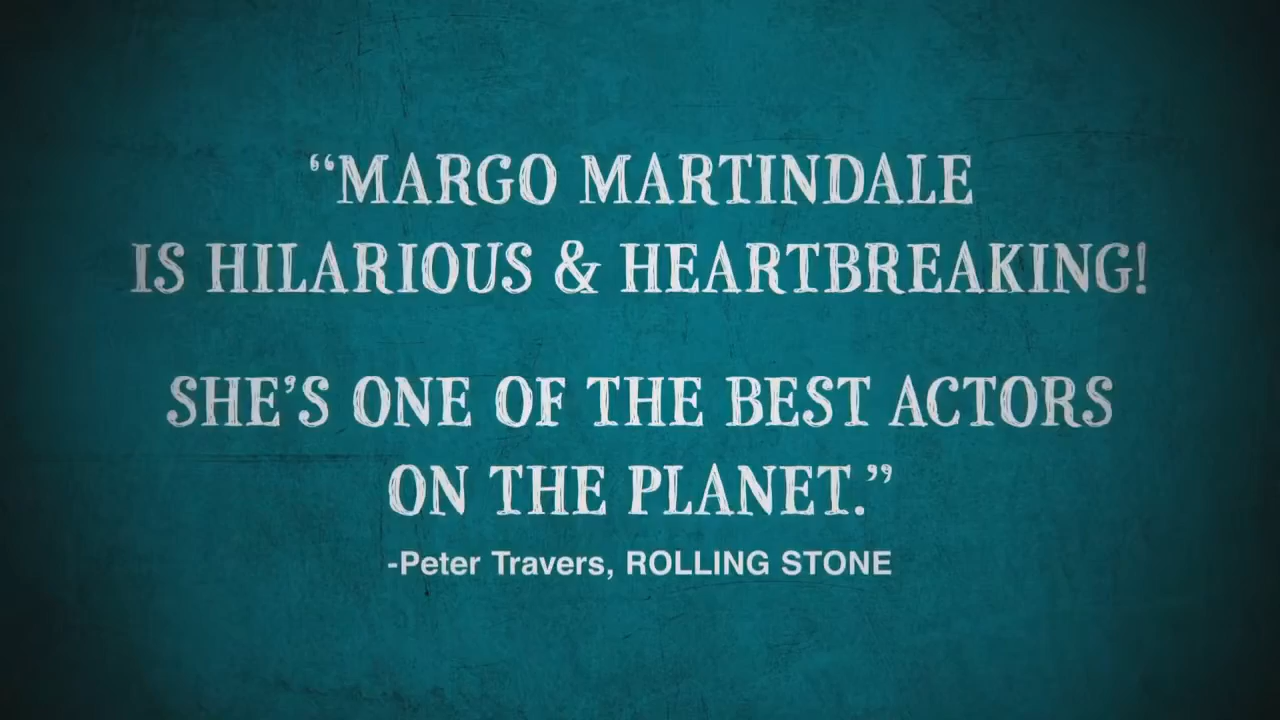 “MARGO MARTINDALE
IS HILARIOUS & HEARTBREAKING!
SHE’S ONE OF THE BEST ACTORS
ON THE PLANET.”
-Peter Travers, ROLLING STONE